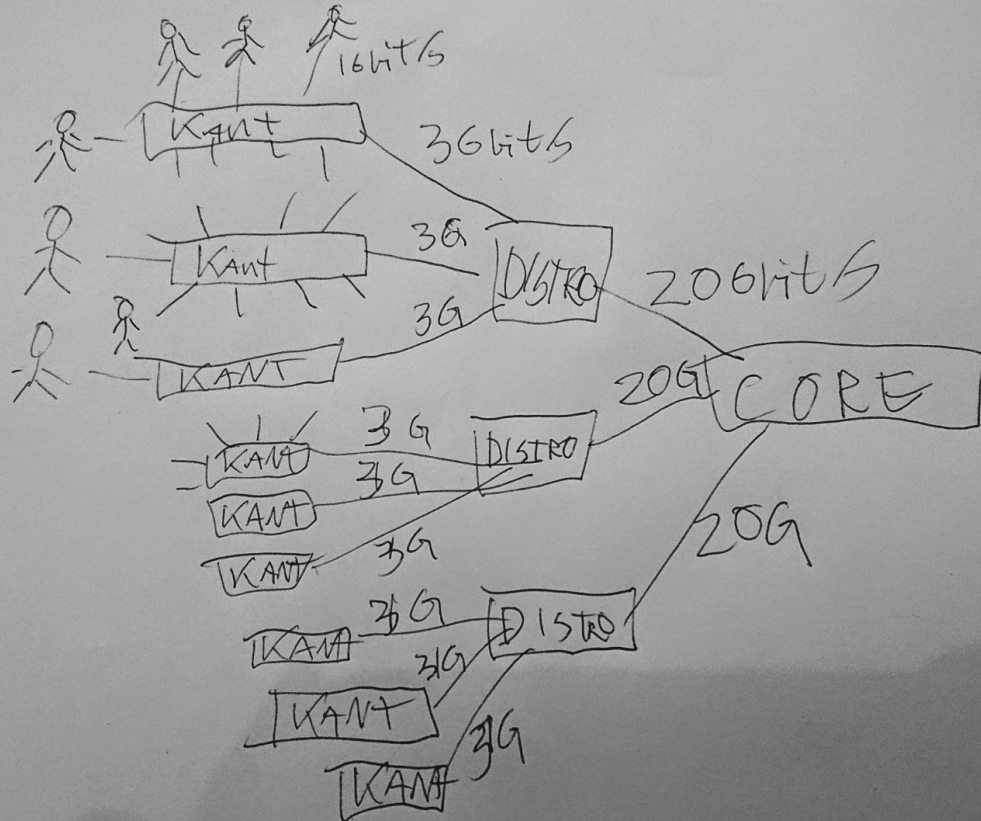 1Gbit/s
KANT
3Gbit/s
KANT
3G
DISTRO
20Gbit/s
3G
KANT
20G
CORE
3G
DISTRO
KANT
3G
KANT
20G
3G
KANT
3G
DISTRO
KANT
3G
KANT
3G
KANT